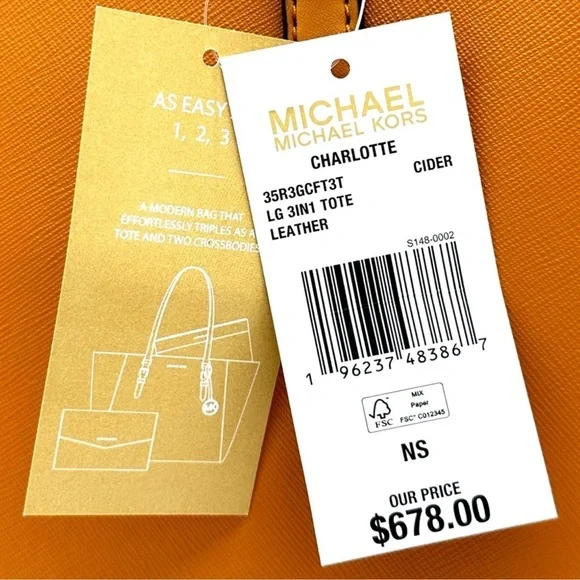 AS EASY
1, 2, 3
A MODERN BAG THAT
EFFORTLESSLY TRIPLES AS A
TOTE AND TWO CROSSBODIES
MK
MICHAEL
MICHAEL KORS
CHARLOTTE
35R3GCFT3T CIDER
LG 3IN1 TOTE
LEATHER
S148-0002
1 96237 48386 7
FSC
MIX
Paper
FSC® C012345
NS
OUR PRICE
$678.00